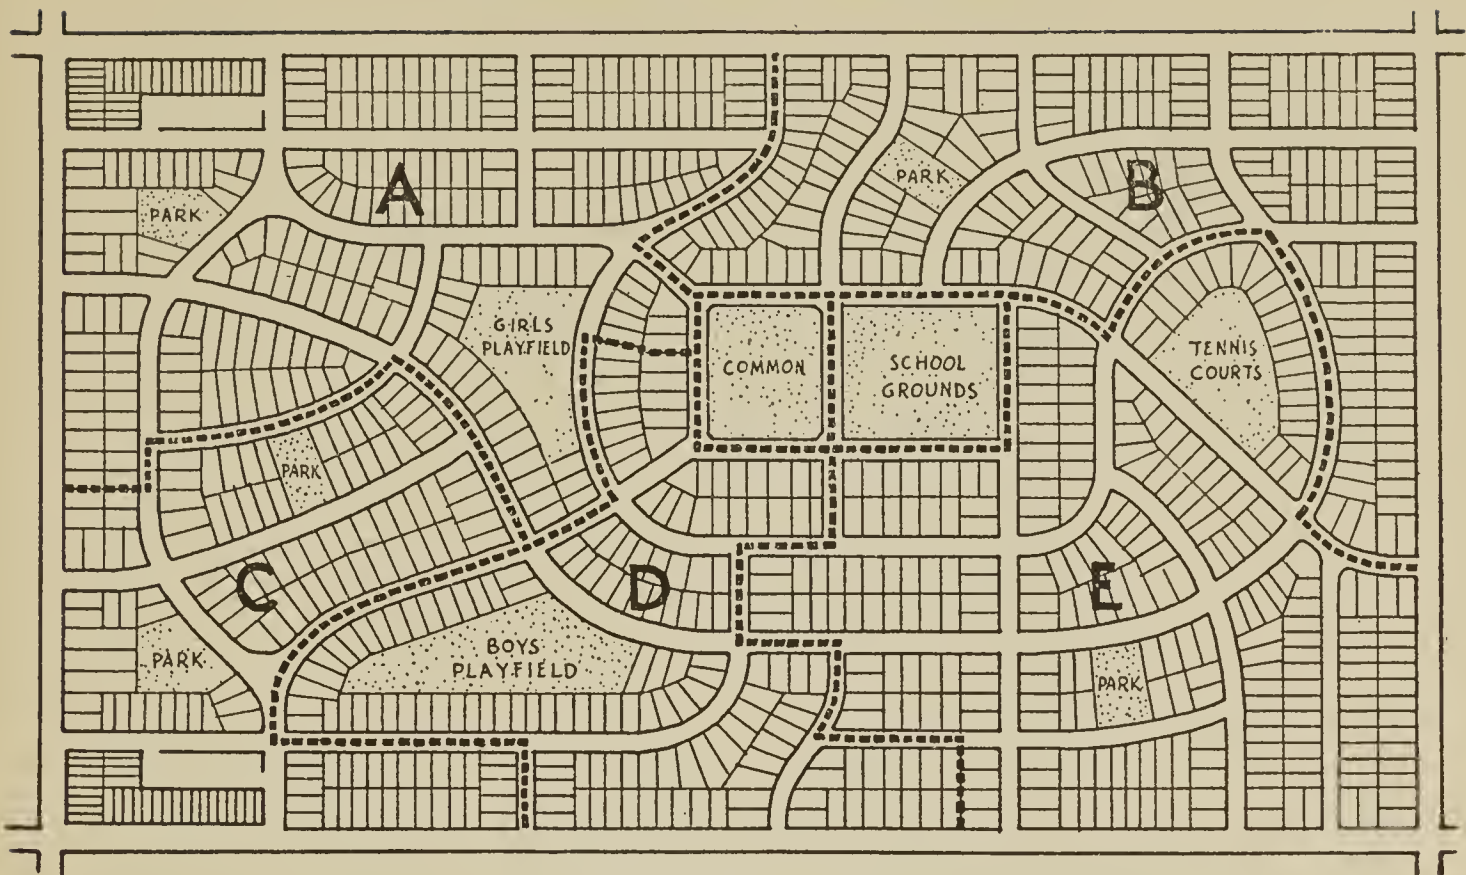 A
B
PARK
PARK
GIRLS
PLAYFIELD
COMMON
SCHOOL
GROUNDS
TENNIS
COURTS
PARK
C
D
E
BOYS
PLAYFIELD
PARK
PARK